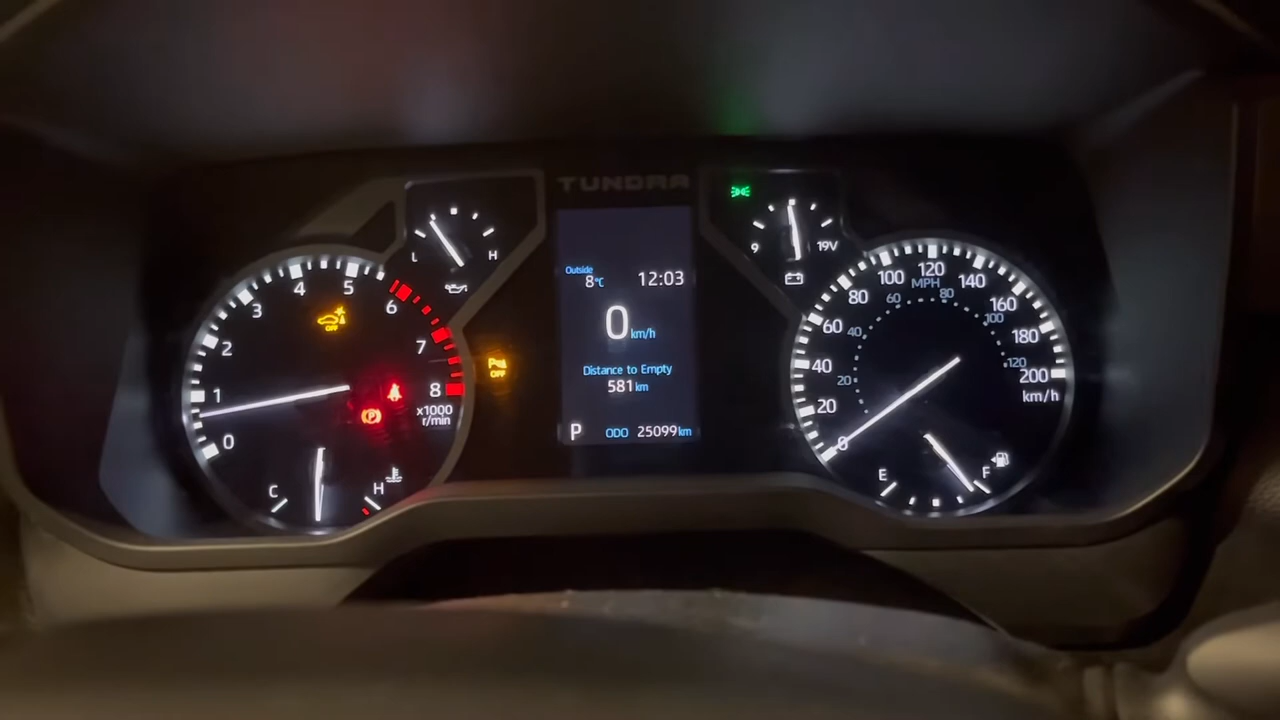 TUNDRA
L H
9 19V
Outside
8°C 12:03
0 km/h
Distance to Empty
581 km
P ODO 25099 km
0 1 2 3 4 5 6 7 8
x1000
r/min
OFF
(P)
P
OFF
C H
0 20 40 60 80 100 120 140 160 180 200
km/h
MPH
20 40 60 80 100 120
E F